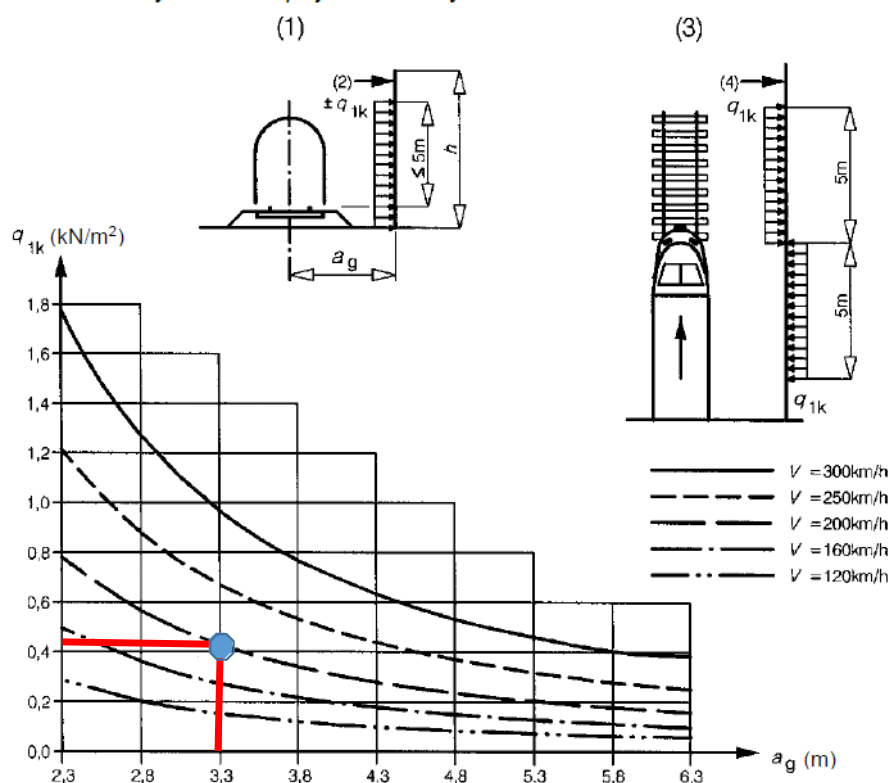 (1)
(3)
(2)
± q1k
≤ 5m
h
ag
(4)
q1k
5m
5m
q1k
q1k (kN/m²)
1,8
1,6
1,4
1,2
1,0
0,8
0,6
0,4
0,2
0,0
2,3 2,8 3,3 3,8 4,3 4,8 5.3 5.8 6.3
ag (m)
V = 300km/h
V = 250km/h
V = 200km/h
V = 160km/h
V = 120km/h